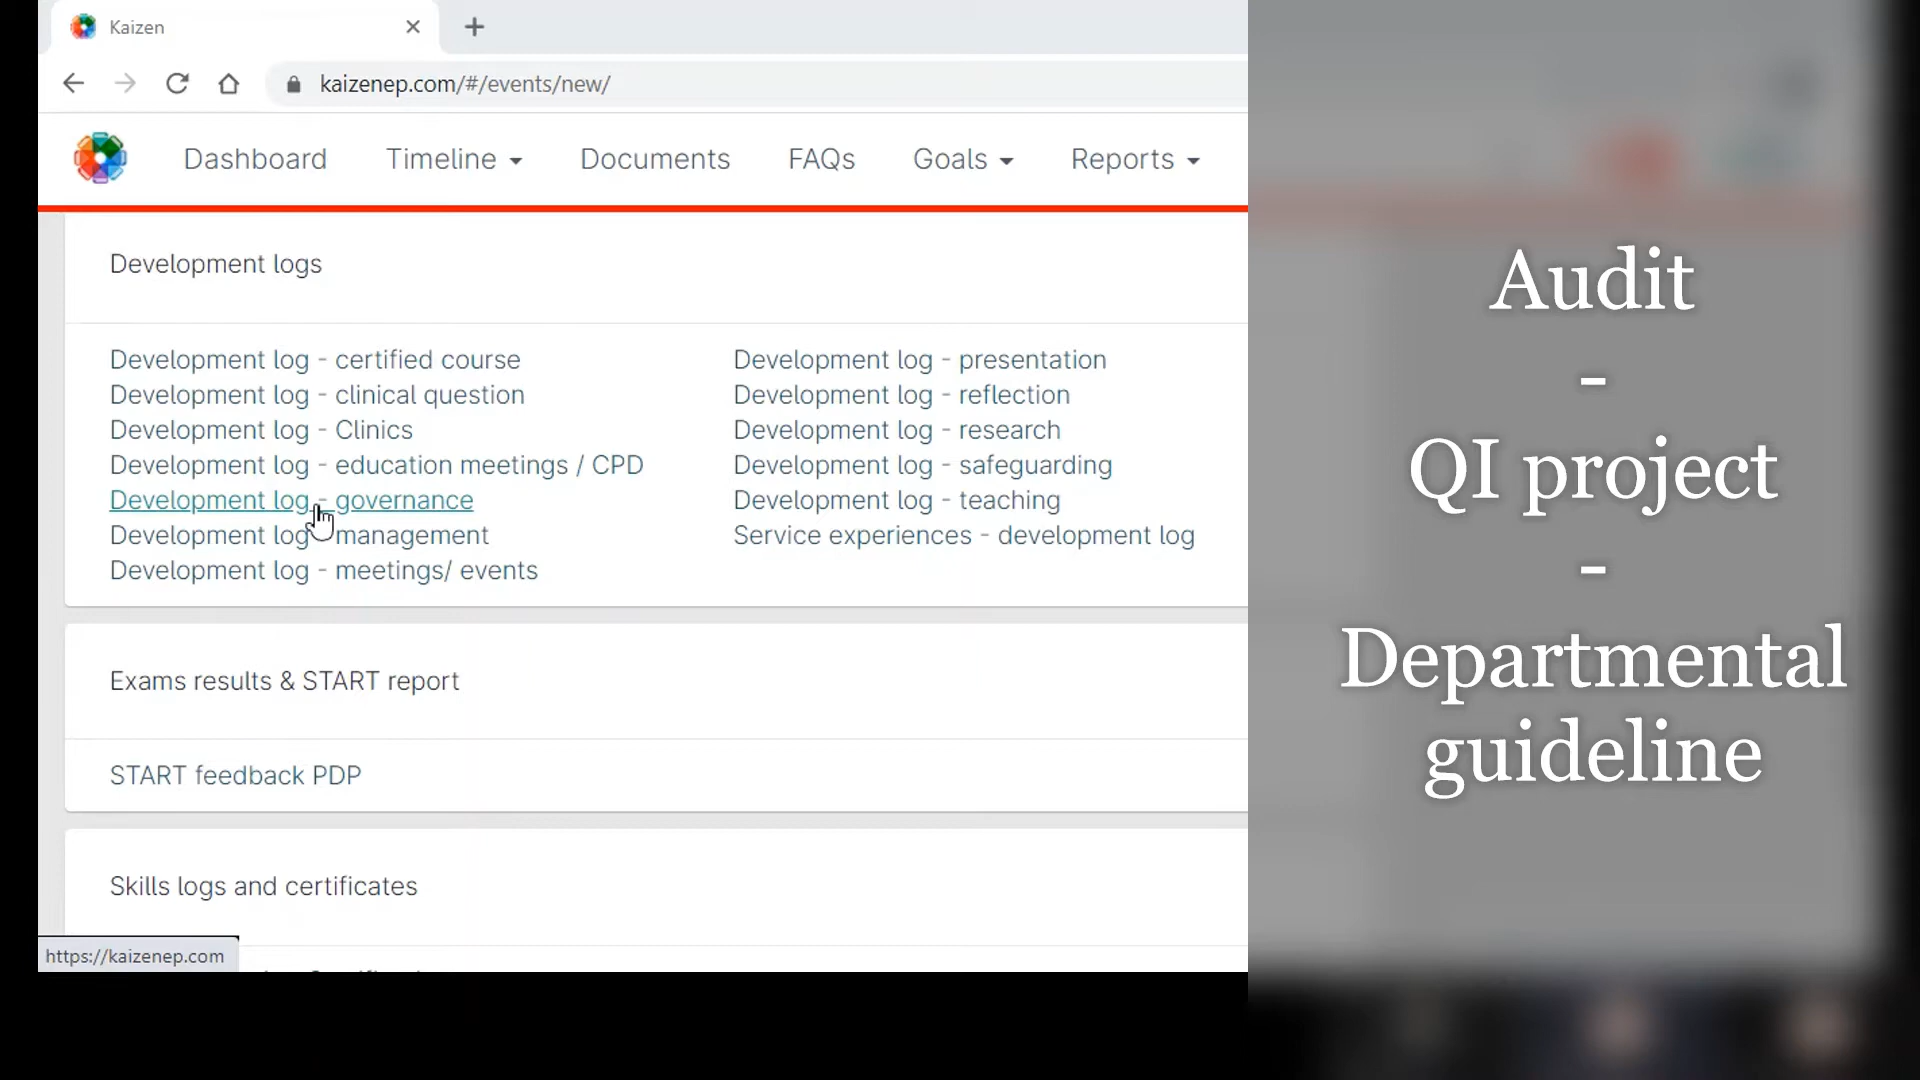 Kaizen
kaizenep.com/#/events/new/
Dashboard
Timeline
Documents
FAQs
Goals
Reports
Development logs
Development log - certified course
Development log - clinical question
Development log - Clinics
Development log - education meetings / CPD
Development log - governance
Development log - management
Development log - meetings/ events
Development log - presentation
Development log - reflection
Development log - research
Development log - safeguarding
Development log - teaching
Service experiences - development log
Exams results & START report
START feedback PDP
Skills logs and certificates
https://kaizenep.com
Audit
-
QI project
-
Departmental
guideline